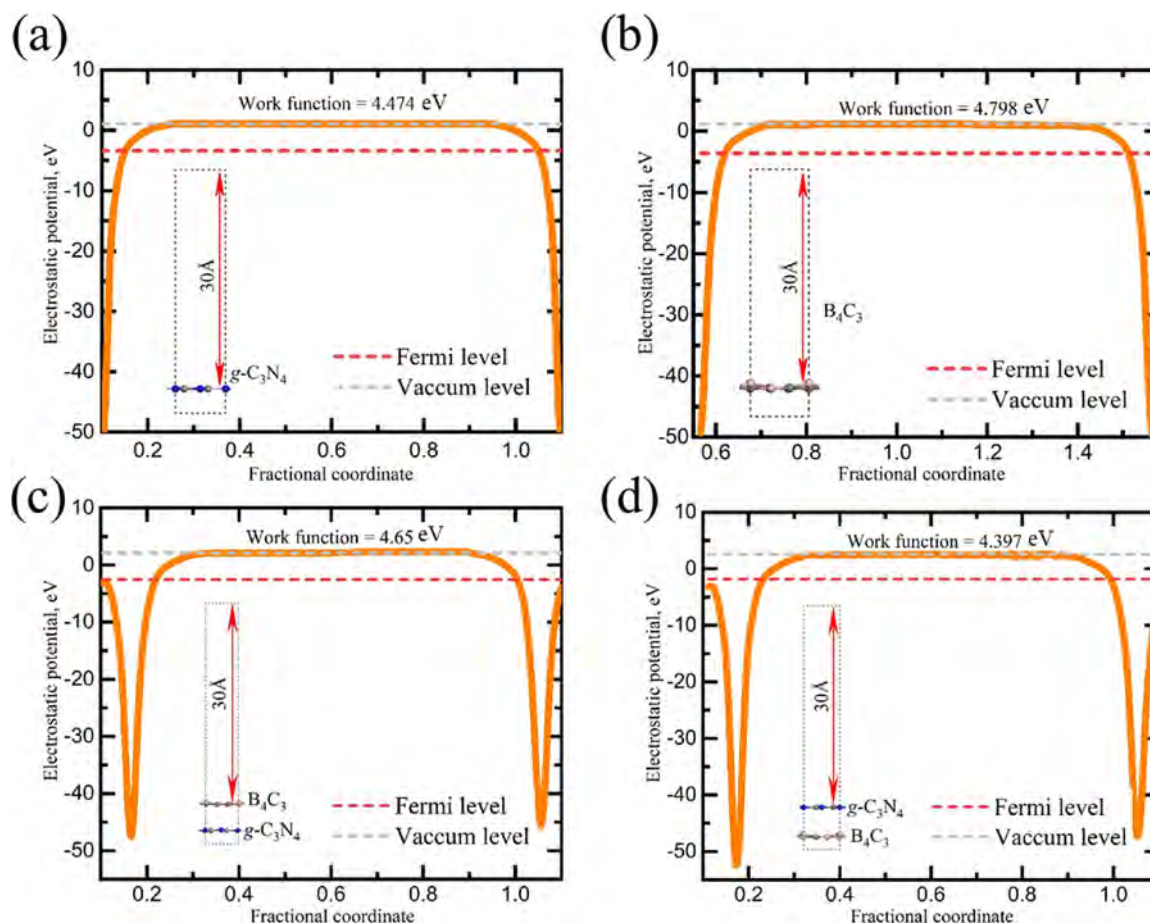 (a)
10
0
-10
-20
-30
-40
-50
Electrostatic potential, eV
Work function = 4.474 eV
30Å
g-C₃N₄
Fermi level
Vaccum level
0.2 0.4 0.6 0.8 1.0
Fractional coordinate
(b)
10
0
-10
-20
-30
-40
-50
Electrostatic potential, eV
Work function = 4.798 eV
30Å
B₄C₃
Fermi level
Vaccum level
0.6 0.8 1.0 1.2 1.4
Fractional coordinate
(c)
10
0
-10
-20
-30
-40
-50
Electrostatic potential, eV
Work function = 4.65 eV
30Å
B₄C₃
g-C₃N₄
Fermi level
Vaccum level
0.2 0.4 0.6 0.8 1.0
Fractional coordinate
(d)
10
0
-10
-20
-30
-40
-50
Electrostatic potential, eV
Work function = 4.397 eV
30Å
g-C₃N₄
B₄C₃
Fermi level
Vaccum level
0.2 0.4 0.6 0.8 1.0
Fractional coordinate